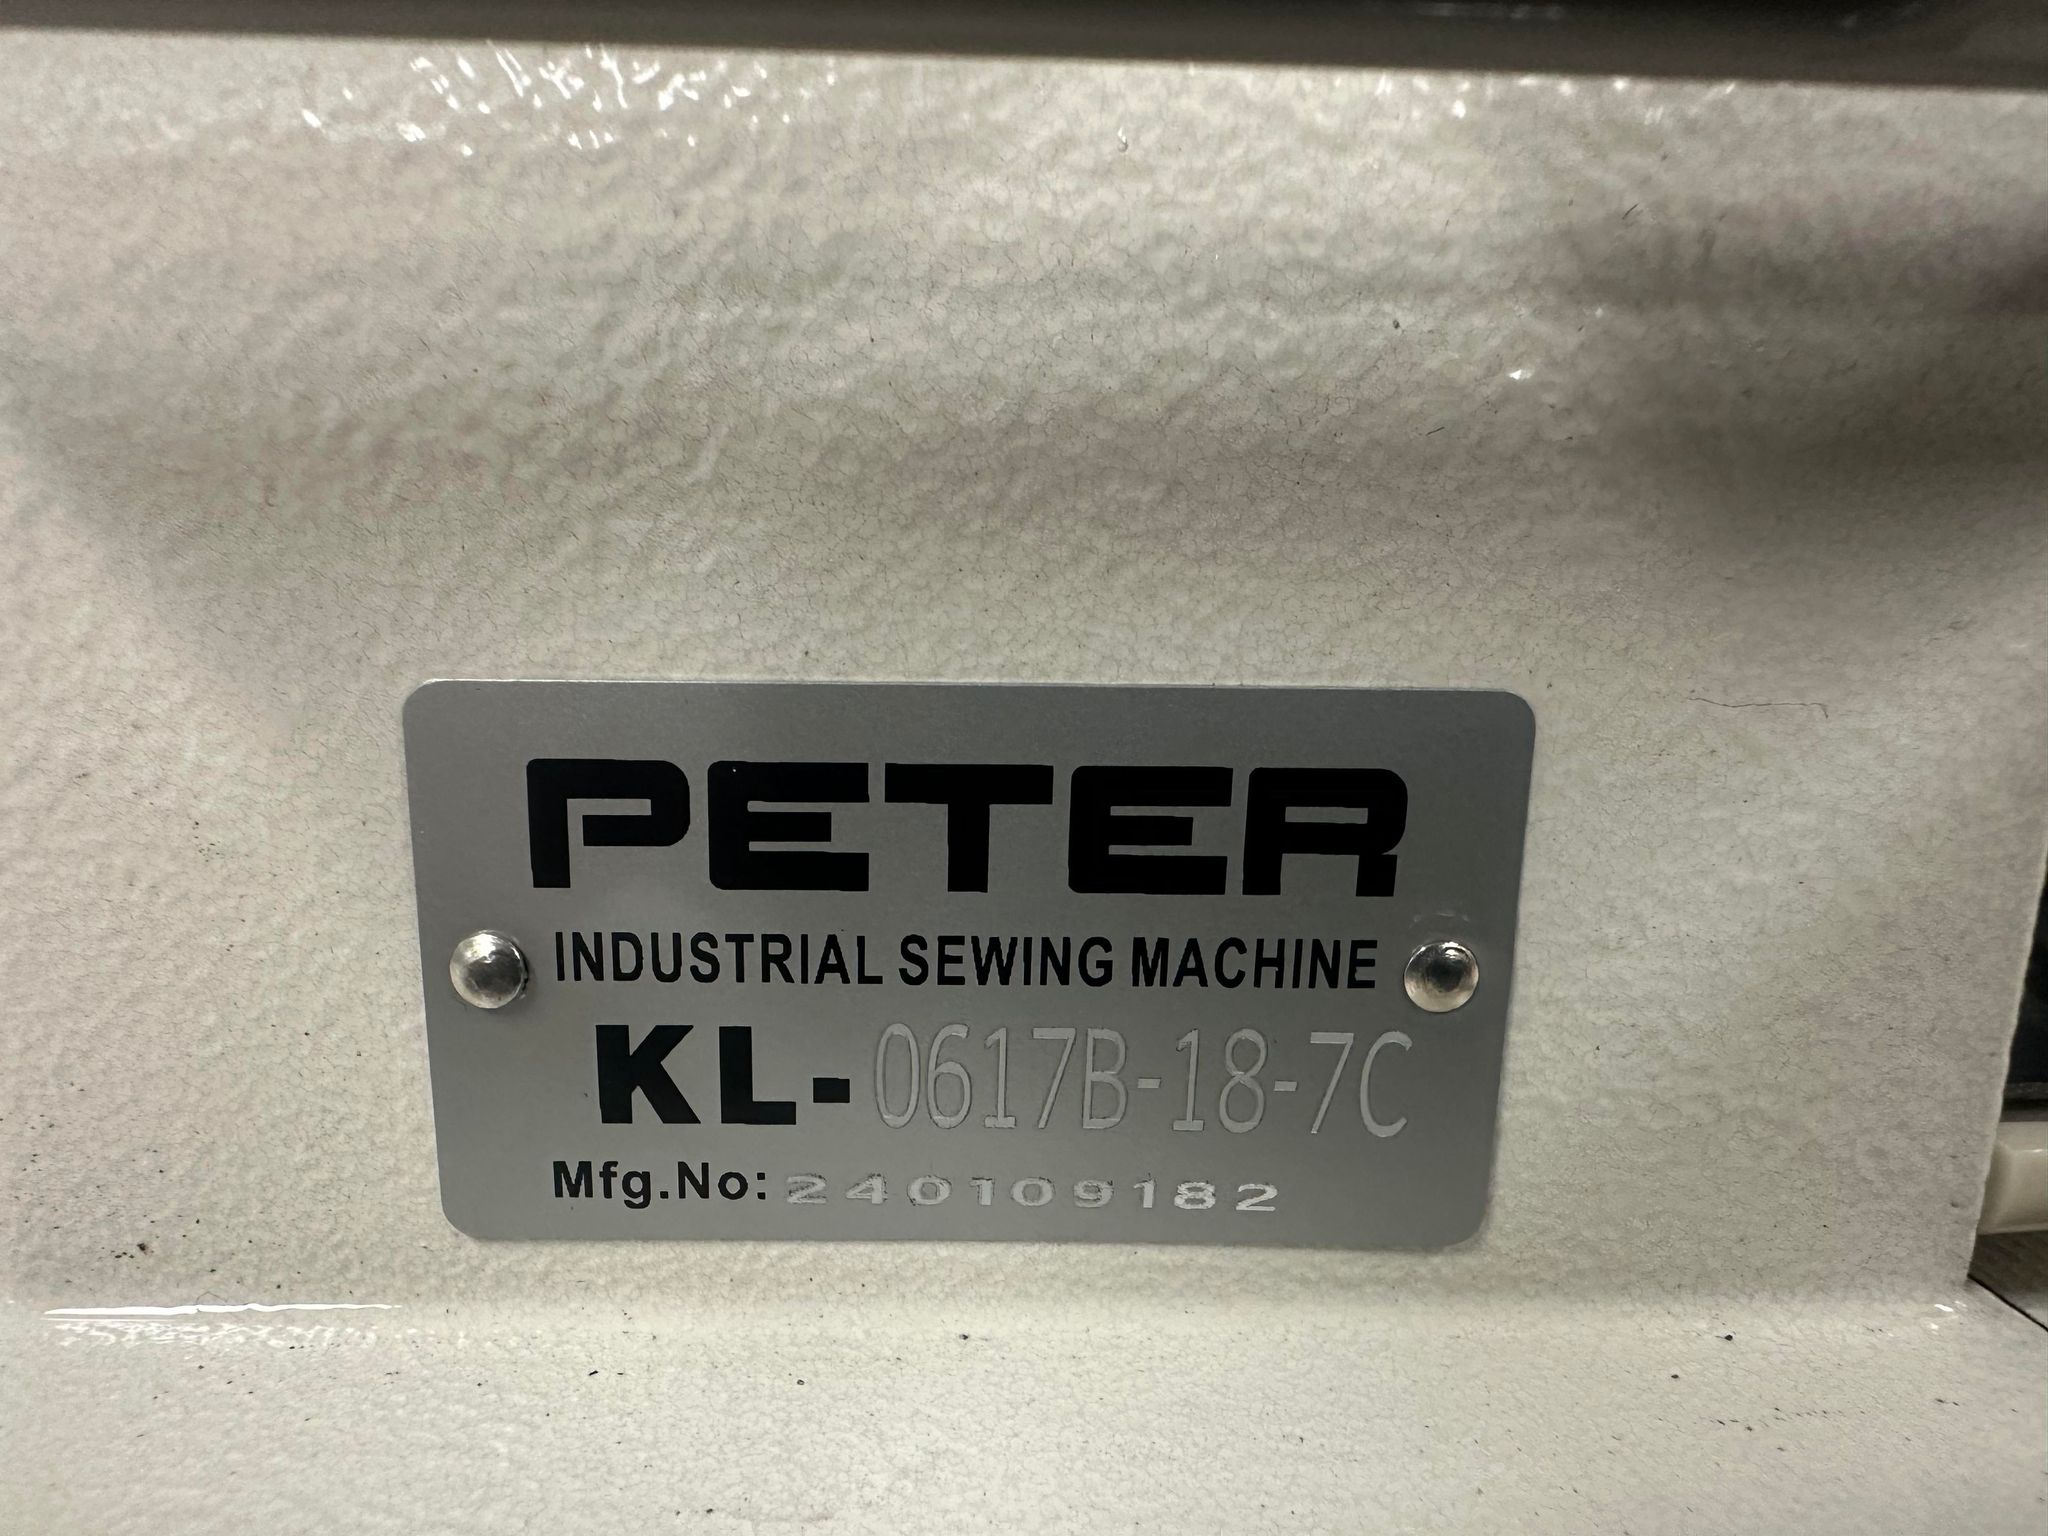 PETER
INDUSTRIAL SEWING MACHINE
KL-0617B-18-7C
Mfg.No: 240109182